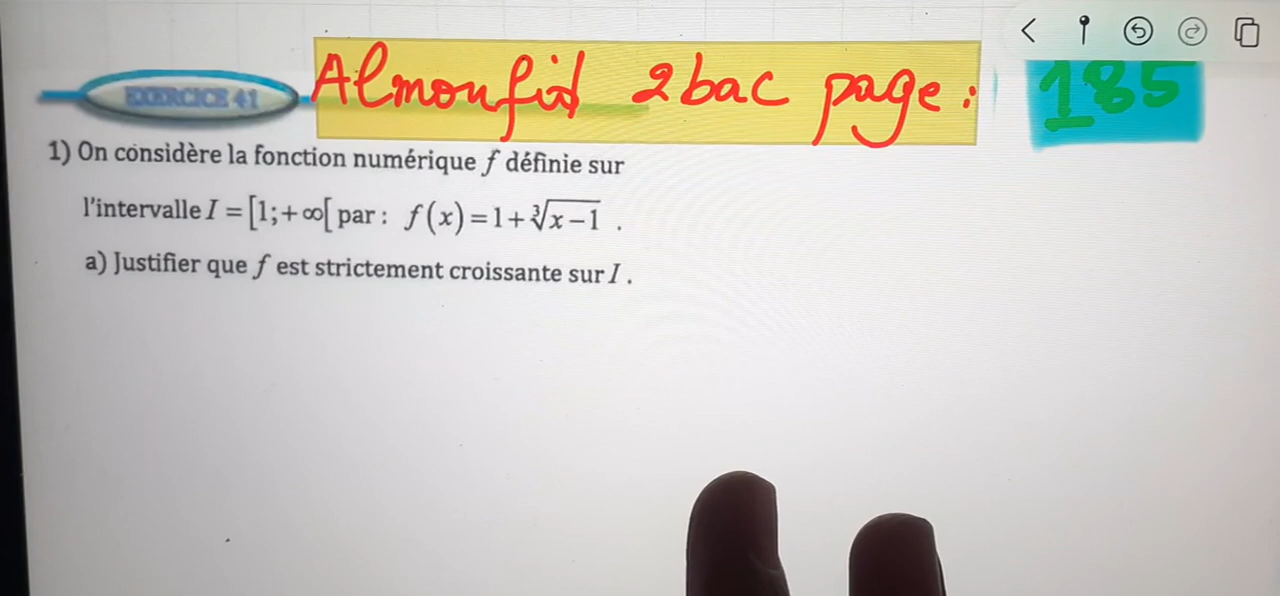 Almoufid 2bac page: 185
EXERCICE 41
1) On considère la fonction numérique f définie sur
l'intervalle I = [1;+∞[ par : f(x)=1+∛(x−1) .
a) Justifier que f est strictement croissante sur I .